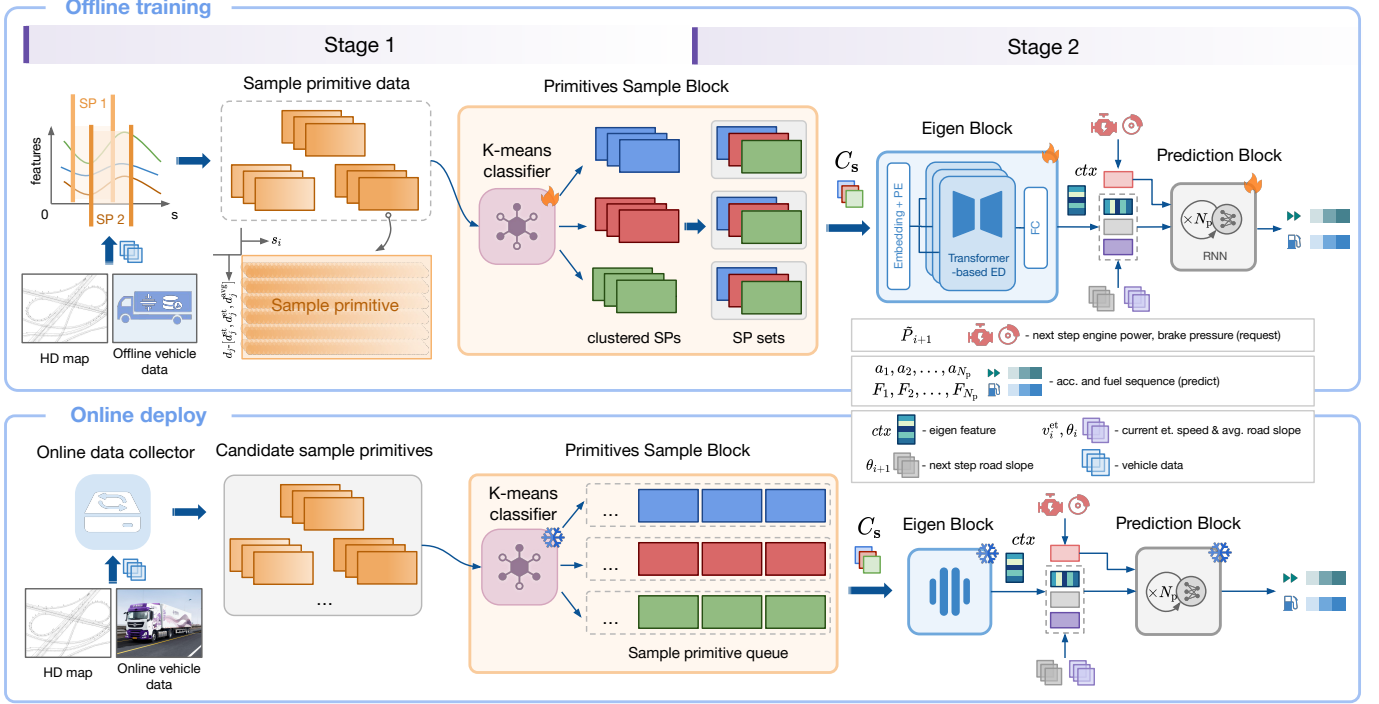 Offline training
Stage 1
Stage 2
Sample primitive data
Primitives Sample Block
SP 1
features
0
SP 2
s
K-means
classifier
clustered SPs
SP sets
C_s
Eigen Block
Embedding + PE
Transformer
-based ED
FC
ctx
Prediction Block
×N_p
RNN
s_i
Sample primitive
HD map
Offline vehicle
data
P̃_{i+1}
- next step engine power, brake pressure (request)
a_1, a_2, . . . , a_{N_p}
F_1, F_2, . . . , F_{N_p}
- acc. and fuel sequence (predict)
ctx
- eigen feature
v_i^{et}, θ_i
- current et. speed & avg. road slope
θ_{i+1}
- next step road slope
- vehicle data
Online deploy
Online data collector
Candidate sample primitives
...
Primitives Sample Block
K-means
classifier
...
...
...
Sample primitive queue
C_s
Eigen Block
ctx
Prediction Block
×N_p
HD map
Online vehicle
data